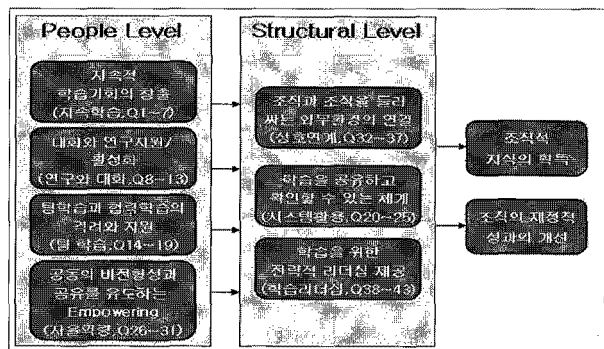 People Level
지속적
학습기회의 창출
(지속학습,Q1~7)
대화와 연구지원/
활성화
(연구와 대화,Q8~13)
팀학습과 협력학습의
격려와 지원
(팀 학습,Q14~19)
공동의 비전형성과
공유를 유도하는
Empowering
(자율역량,Q26~31)
Structural Level
조직과 조직을 둘러
싸는 외부환경의 연결
(상호연계,Q32~37)
학습을 공유하고
확인할 수 있는 체계
(시스템활용,Q20~25)
학습을 위한
전략적 리더십 제공
(학습리더십,Q38~43)
조직적
지식의 획득
조직의 재정적
성과의 개선